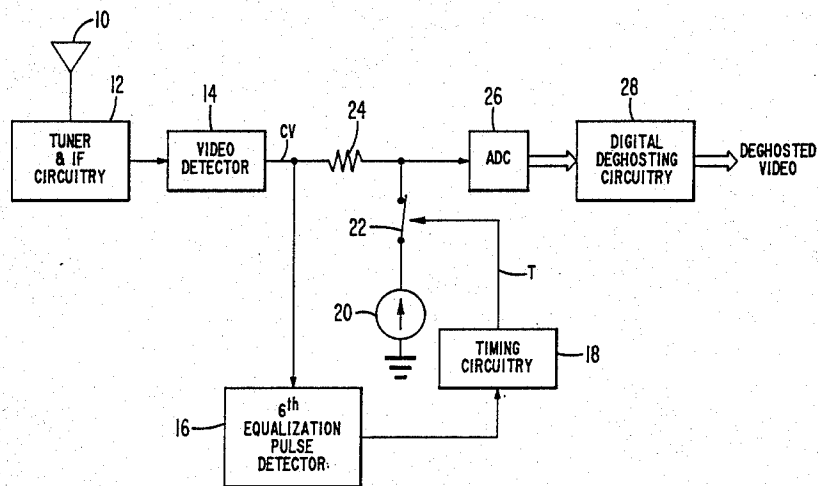 10
12
TUNER
& IF
CIRCUITRY
14
VIDEO
DETECTOR
CV
24
26
ADC
28
DIGITAL
DEGHOSTING
CIRCUITRY
DEGHOSTED
VIDEO
22
T
20
TIMING
CIRCUITRY
18
16
6th
EQUALIZATION
PULSE
DETECTOR